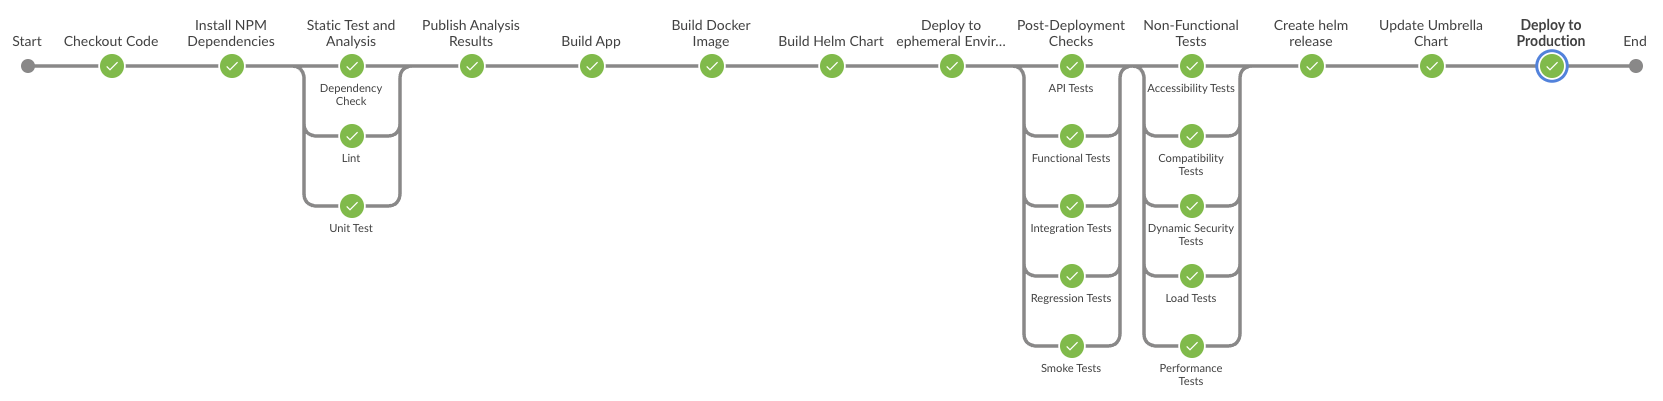 Start
Checkout Code
Install NPM
Dependencies
Static Test and
Analysis
Publish Analysis
Results
Build App
Build Docker
Image
Build Helm Chart
Deploy to
ephemeral Envir...
Post-Deployment
Checks
Non-Functional
Tests
Create helm
release
Update Umbrella
Chart
Deploy to
Production
End
Dependency
Check
Lint
Unit Test
API Tests
Functional Tests
Integration Tests
Regression Tests
Smoke Tests
Accessibility Tests
Compatibility
Tests
Dynamic Security
Tests
Load Tests
Performance
Tests